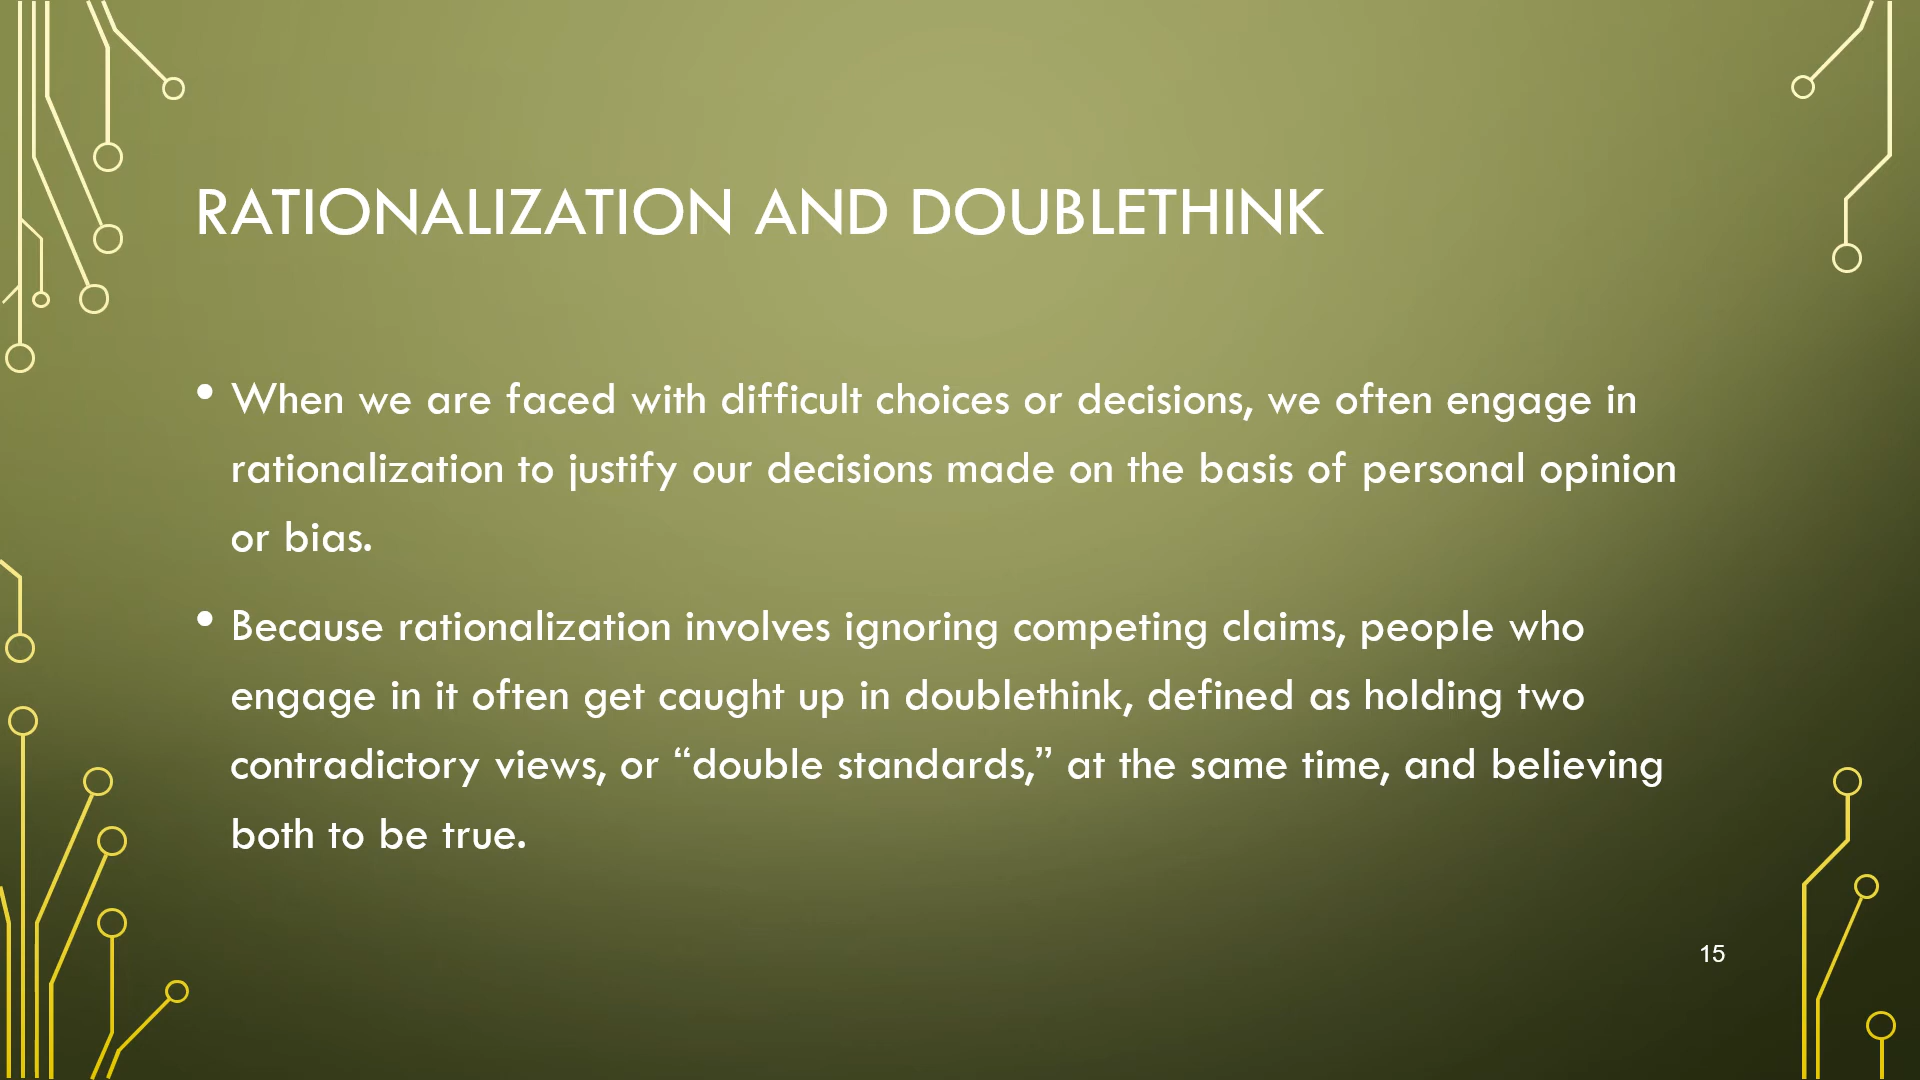 RATIONALIZATION AND DOUBLETHINK
• When we are faced with difficult choices or decisions, we often engage in
rationalization to justify our decisions made on the basis of personal opinion
or bias.
• Because rationalization involves ignoring competing claims, people who
engage in it often get caught up in doublethink, defined as holding two
contradictory views, or “double standards,” at the same time, and believing
both to be true.
15